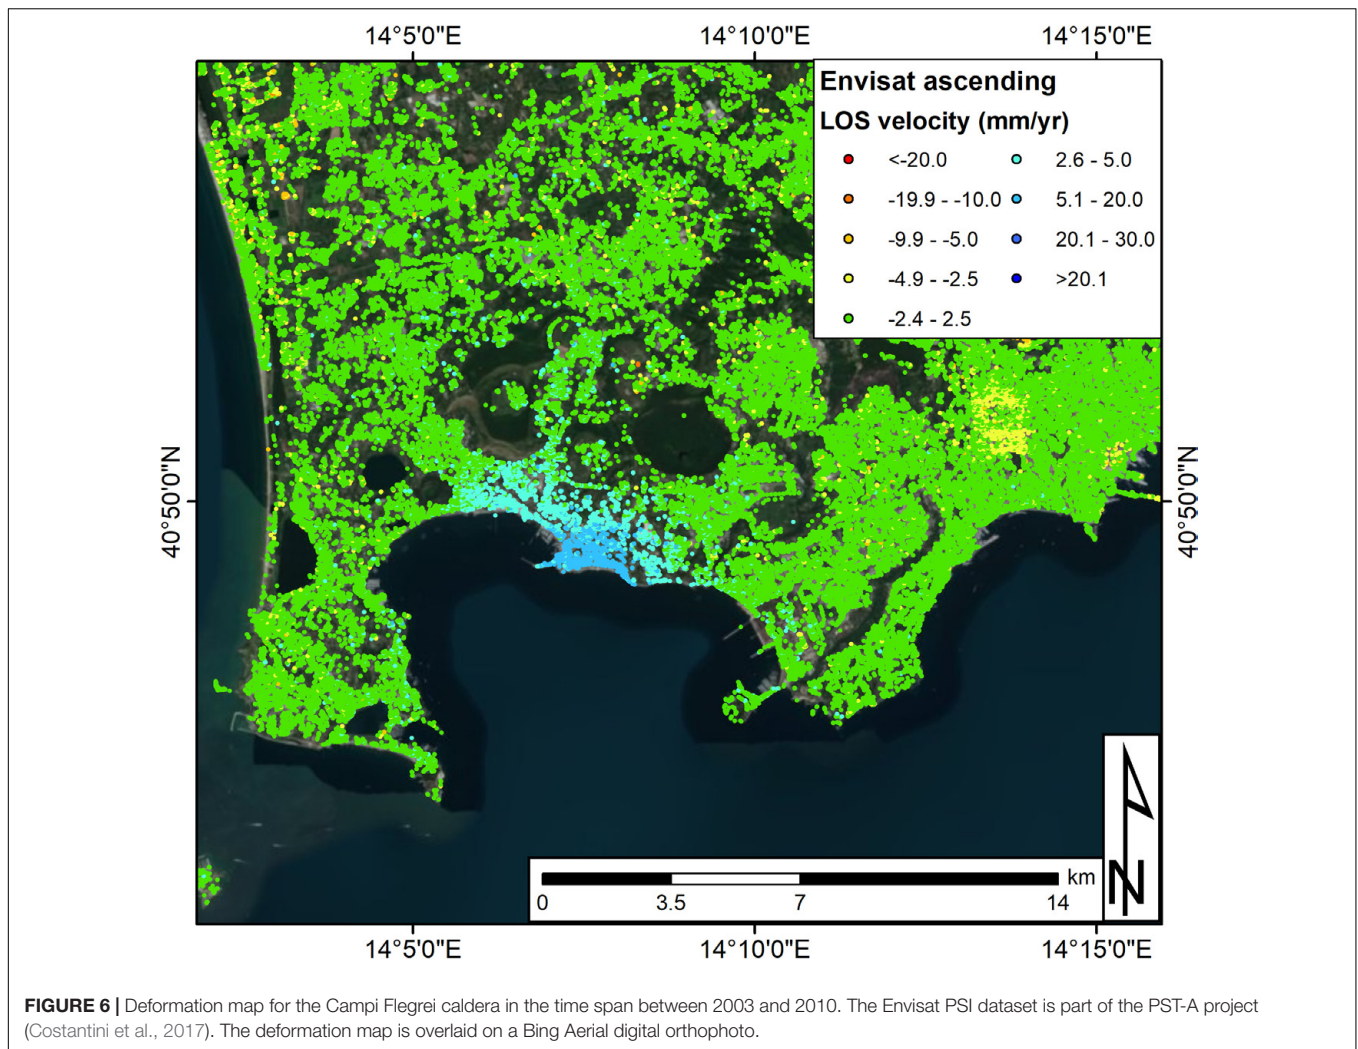 14°5'0"E 14°10'0"E 14°15'0"E
Envisat ascending
LOS velocity (mm/yr)
<-20.0 2.6 - 5.0
-19.9 - -10.0 5.1 - 20.0
-9.9 - -5.0 20.1 - 30.0
-4.9 - -2.5 >20.1
-2.4 - 2.5
40°50'0"N 40°50'0"N
km
0 3.5 7 14
N
14°5'0"E 14°10'0"E 14°15'0"E
FIGURE 6 | Deformation map for the Campi Flegrei caldera in the time span between 2003 and 2010. The Envisat PSI dataset is part of the PST-A project
(Costantini et al., 2017). The deformation map is overlaid on a Bing Aerial digital orthophoto.